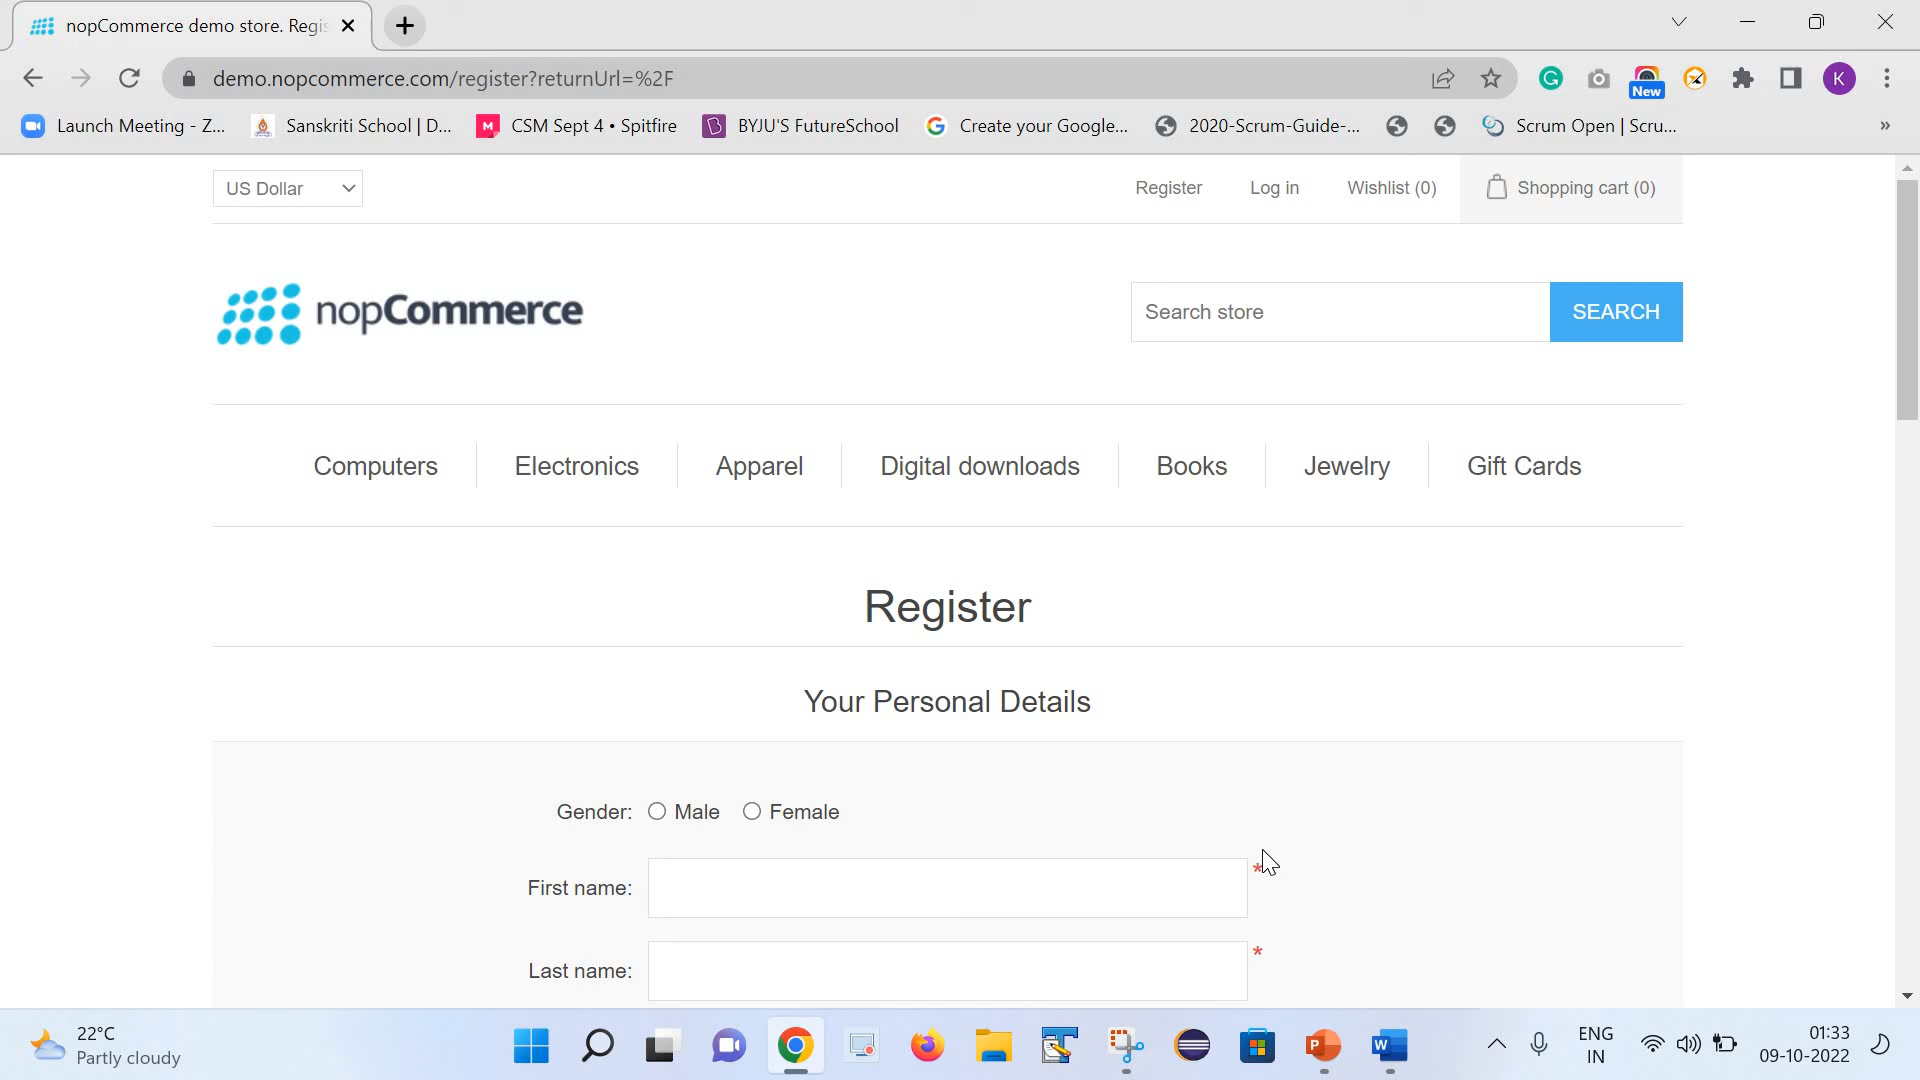 nopCommerce demo store. Regis
demo.nopcommerce.com/register?returnUrl=%2F
New
K
Launch Meeting - Z...
Sanskriti School | D...
CSM Sept 4 • Spitfire
BYJU'S FutureSchool
Create your Google...
2020-Scrum-Guide-...
Scrum Open | Scru...
»
US Dollar
Register
Log in
Wishlist (0)
Shopping cart (0)
nopCommerce
Search store
SEARCH
Computers
Electronics
Apparel
Digital downloads
Books
Jewelry
Gift Cards
Register
Your Personal Details
Gender:
Male
Female
First name:
*
Last name:
*
22°C
Partly cloudy
ENG
IN
01:33
09-10-2022